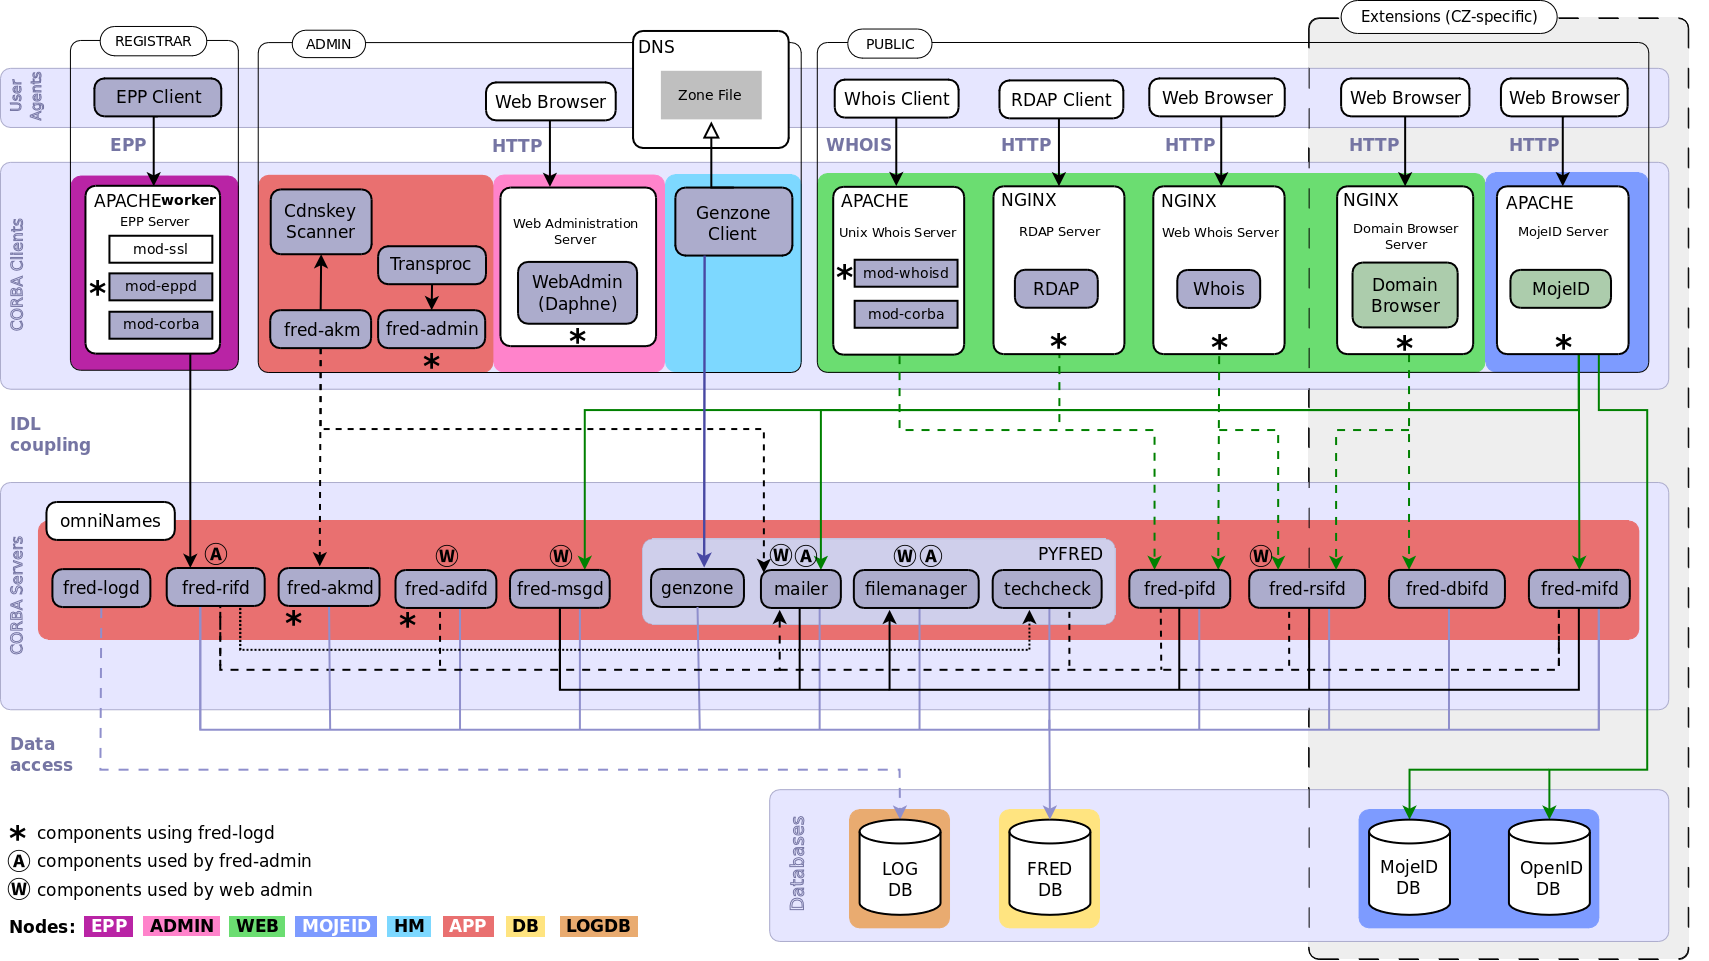 Extensions (CZ-specific)
REGISTRAR
ADMIN
DNS
PUBLIC
User
Agents
EPP Client
Web Browser
Zone File
Whois Client
RDAP Client
Web Browser
Web Browser
Web Browser
EPP
HTTP
WHOIS
HTTP
HTTP
HTTP
HTTP
CORBA Clients
APACHEworker
EPP Server
mod-ssl
* mod-eppd
mod-corba
Cdnskey
Scanner
Transproc
fred-akm
fred-admin
*
Web Administration
Server
WebAdmin
(Daphne)
*
Genzone
Client
APACHE
Unix Whois Server
* mod-whoisd
mod-corba
NGINX
RDAP Server
RDAP
*
NGINX
Web Whois Server
Whois
*
NGINX
Domain Browser
Server
Domain
Browser
*
APACHE
MojeID Server
MojeID
*
IDL
coupling
CORBA Servers
omniNames
A
W
W
W A
W A
PYFRED
W
fred-logd
fred-rifd
fred-akmd
*
fred-adifd
*
fred-msgd
genzone
mailer
filemanager
techcheck
fred-pifd
fred-rsifd
fred-dbifd
fred-mifd
Data
access
Databases
LOG
DB
FRED
DB
MojeID
DB
OpenID
DB
* components using fred-logd
A components used by fred-admin
W components used by web admin
Nodes: EPP ADMIN WEB MOJEID HM APP DB LOGDB